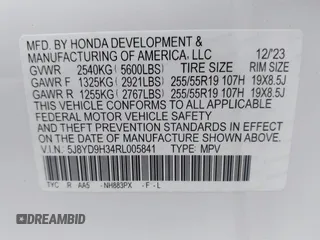 MFD. BY HONDA DEVELOPMENT &
MANUFACTURING OF AMERICA, LLC 12/'23
GVWR 2540KG (5600LBS) TIRE SIZE RIM SIZE
GAWR F 1325KG (2921LBS) 255/55R19 107H 19X8.5J
GAWR R 1255KG (2767LBS) 255/55R19 107H 19X8.5J
THIS VEHICLE CONFORMS TO ALL APPLICABLE
FEDERAL MOTOR VEHICLE SAFETY
AND THEFT PREVENTION STANDARDS IN EFFECT
ON THE DATE OF MANUFACTURE SHOWN ABOVE.
V.I.N: 5J8YD9H34RL005841 TYPE: MPV
TYC R AA5 -NH883PX -F -L
DREAMBID